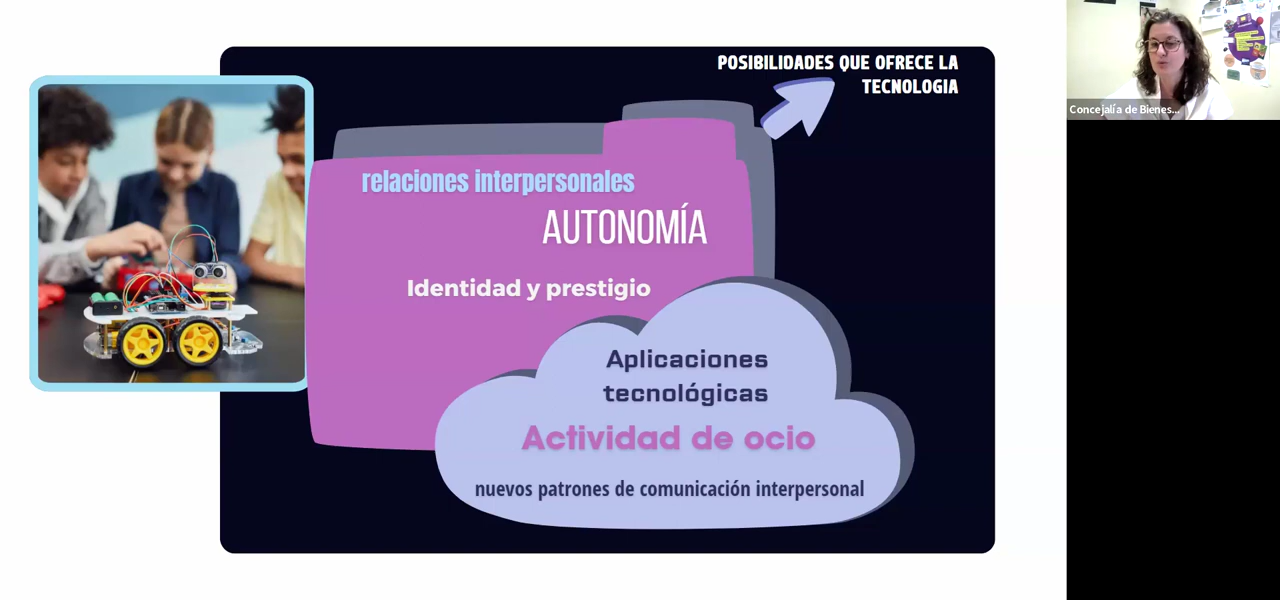 POSIBILIDADES QUE OFRECE LA
TECNOLOGIA
relaciones interpersonales
AUTONOMÍA
Identidad y prestigio
Aplicaciones
tecnológicas
Actividad de ocio
nuevos patrones de comunicación interpersonal
Concejalía de Bienes...